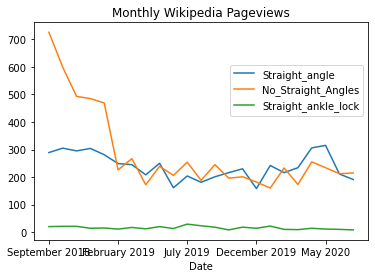 Monthly Wikipedia Pageviews
700
600
500
400
300
200
100
0
Straight_angle
No_Straight_Angles
Straight_ankle_lock
September 2018 February 2019 July 2019 December 2019 May 2020
Date